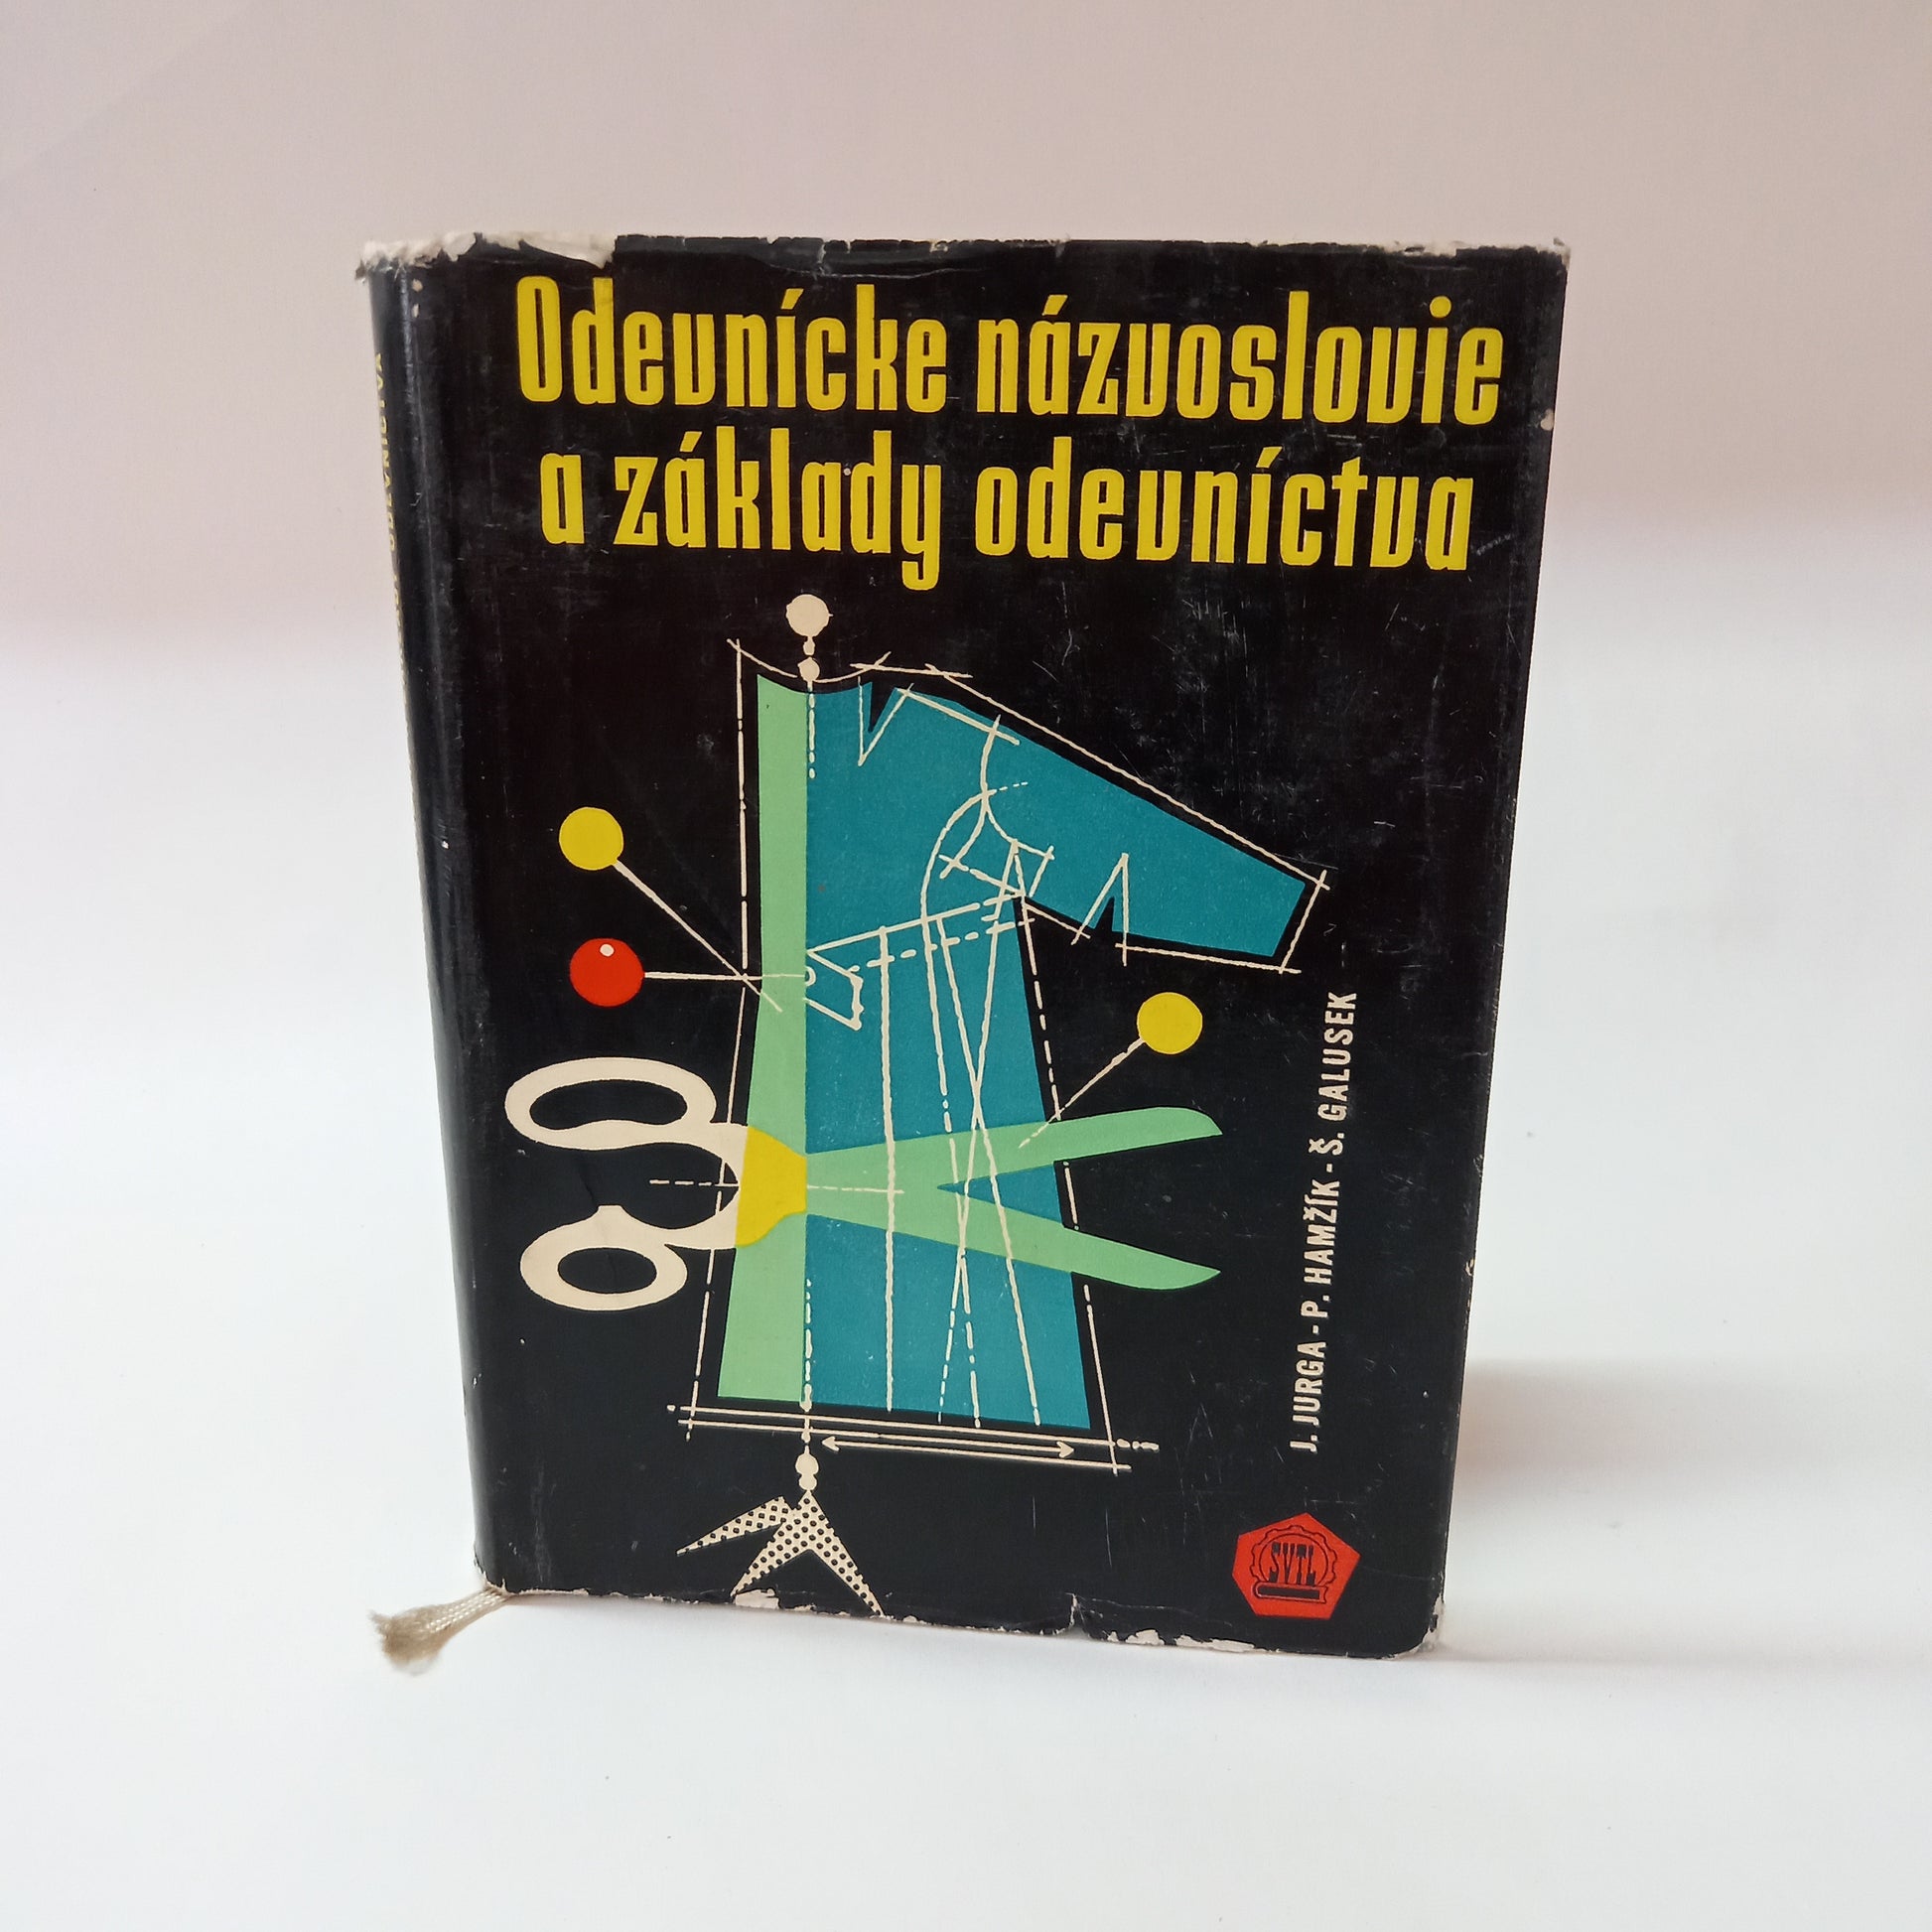 Odevnícke názvoslovie
a základy odevníctva
J. JURGA - P. HAMŽÍK - Š. GALUSEK
SVTL